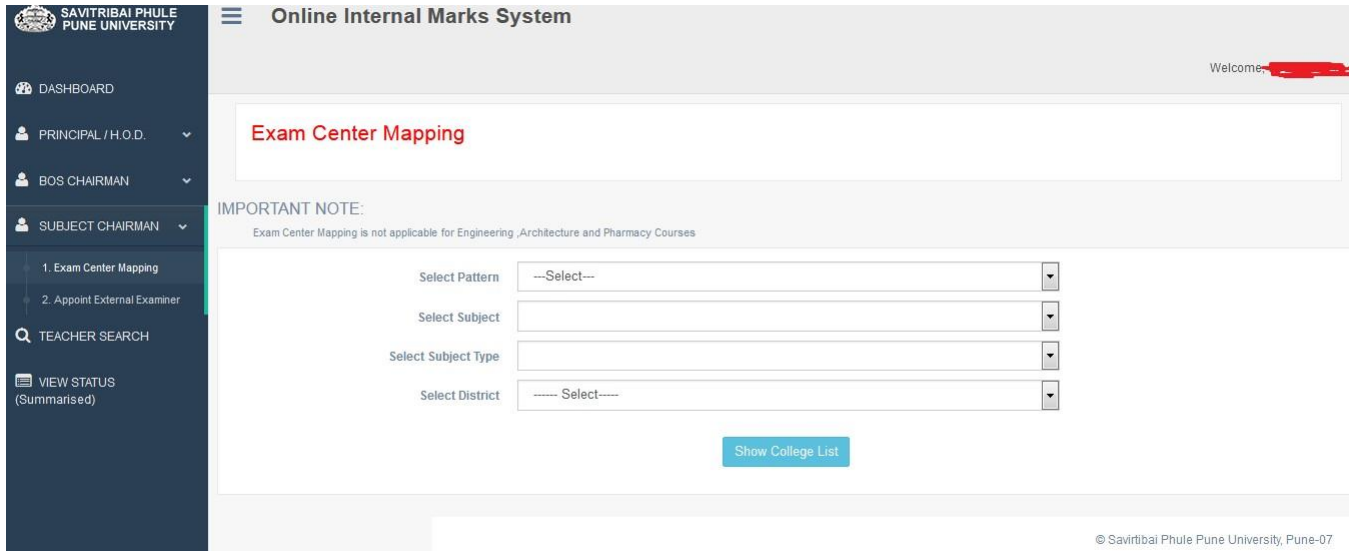 SAVITRIBAI PHULE
PUNE UNIVERSITY
Online Internal Marks System
Welcome,
DASHBOARD
PRINCIPAL / H.O.D.
BOS CHAIRMAN
SUBJECT CHAIRMAN
1. Exam Center Mapping
2. Appoint External Examiner
TEACHER SEARCH
VIEW STATUS
(Summarised)
Exam Center Mapping
IMPORTANT NOTE:
Exam Center Mapping is not applicable for Engineering ,Architecture and Pharmacy Courses
Select Pattern ---Select---
Select Subject
Select Subject Type
Select District ------ Select-----
Show College List
© Savirtibai Phule Pune University, Pune-07